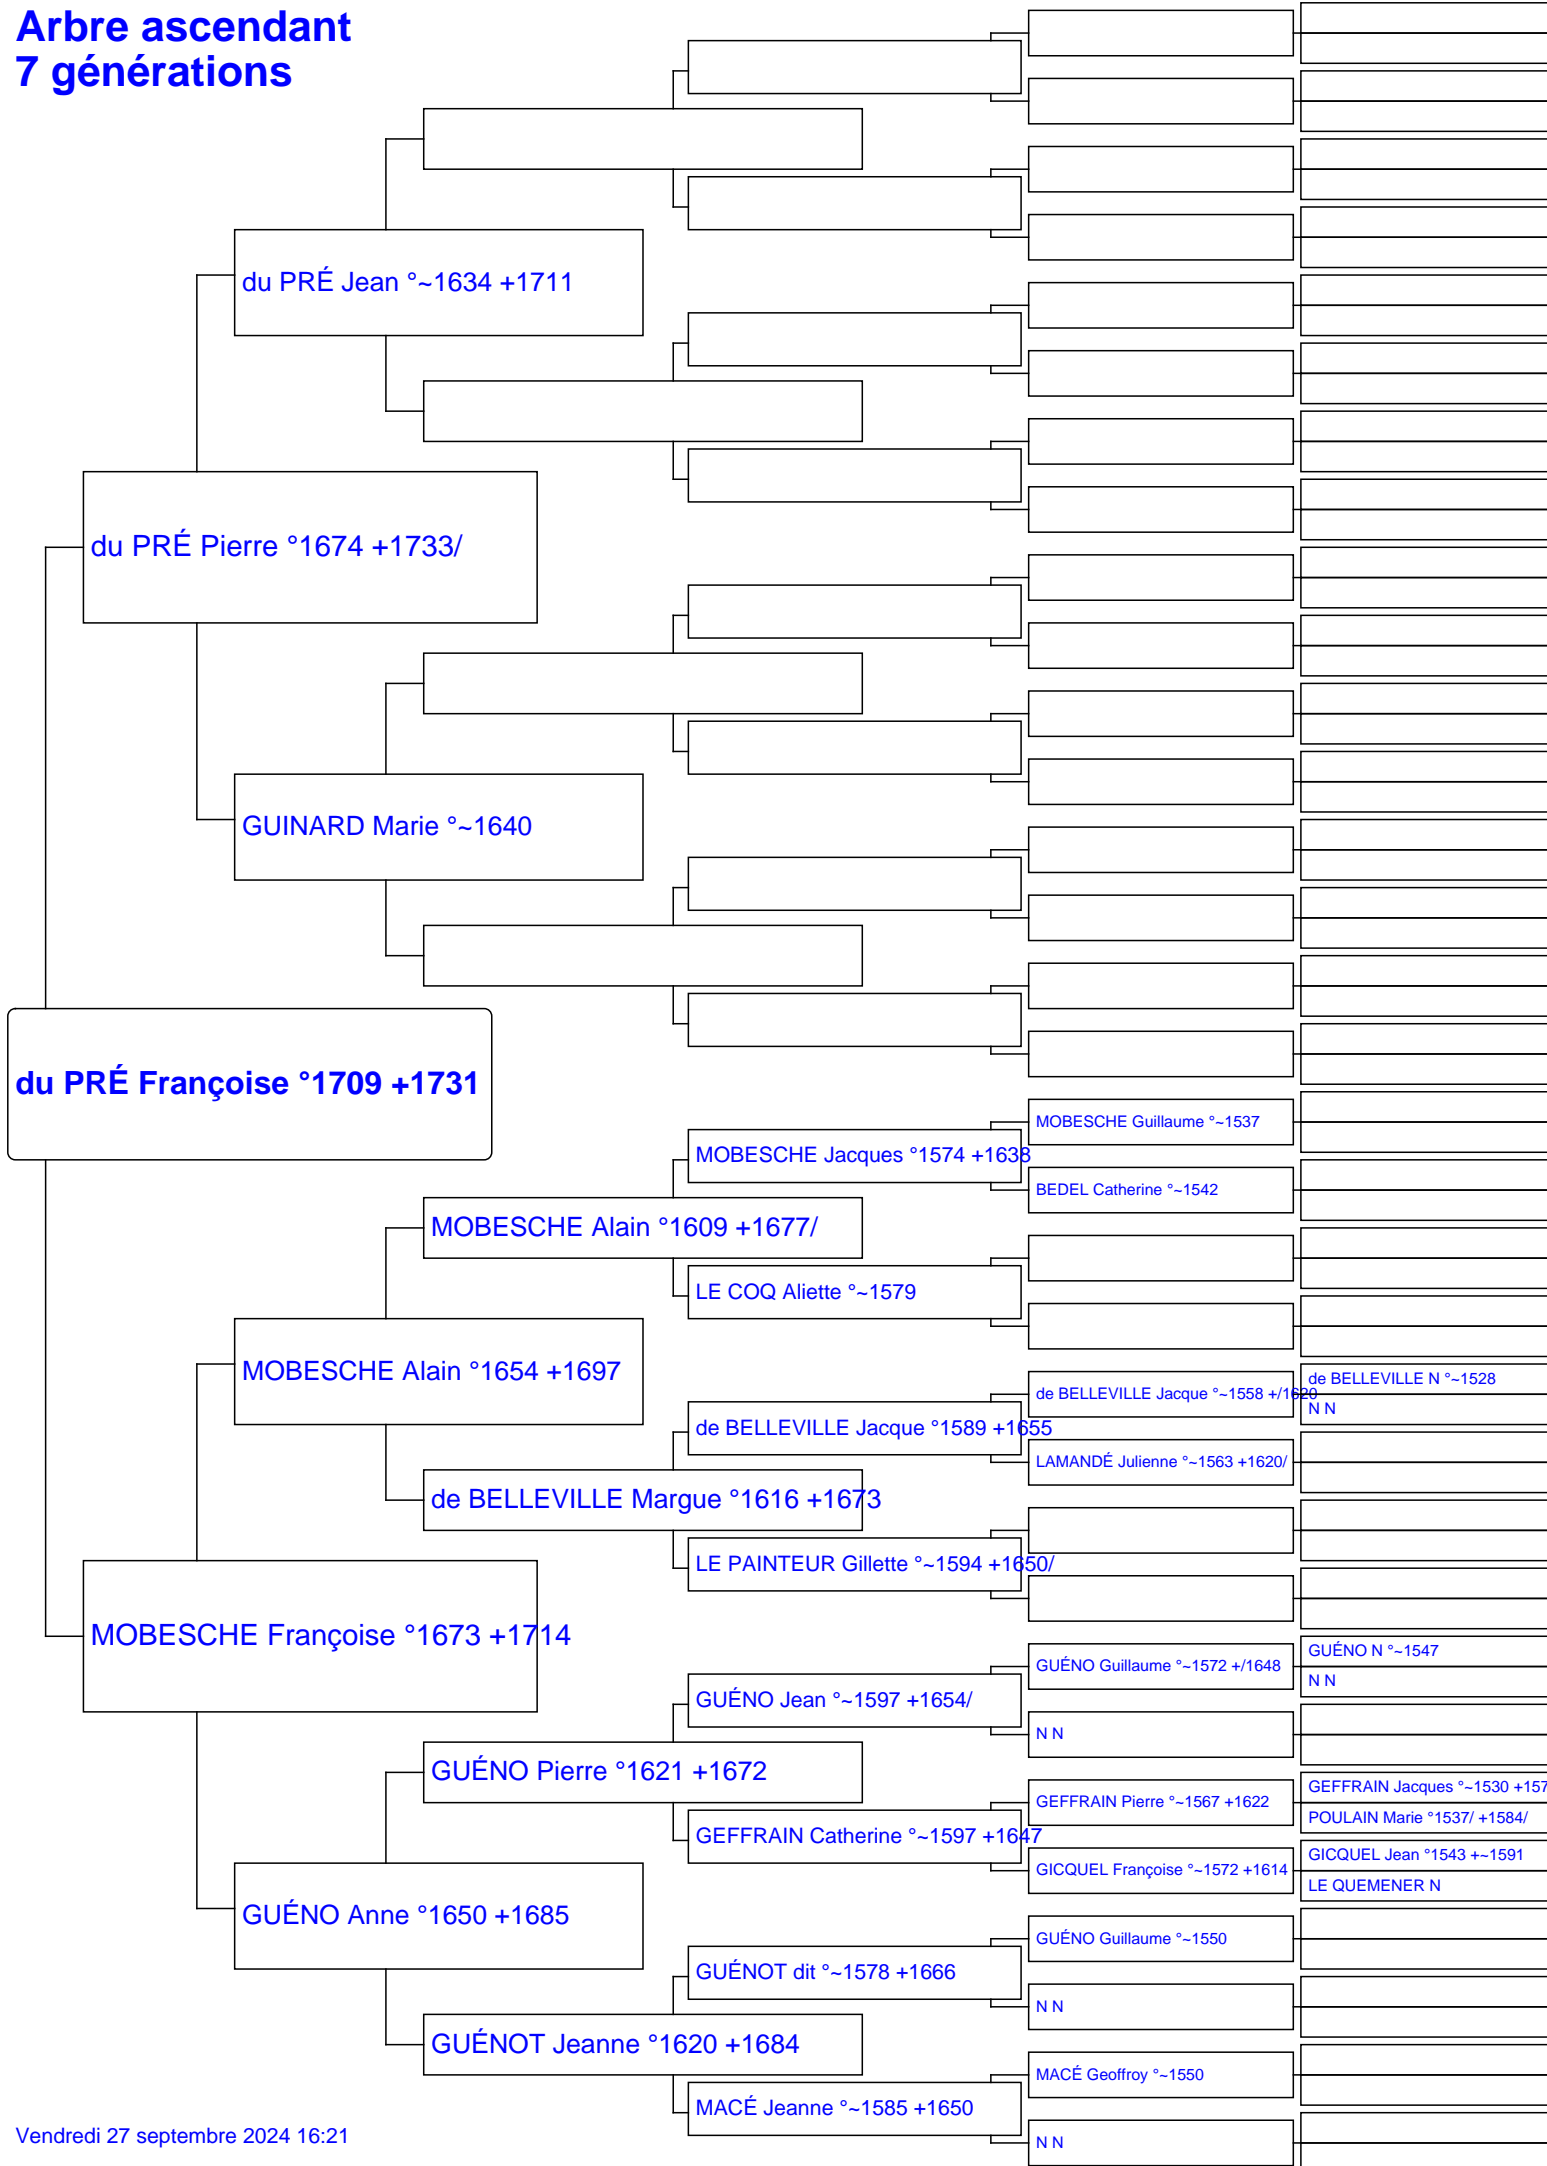 Arbre ascendant
7 générations
du PRÉ Jean °~1634 +1711
du PRÉ Pierre °1674 +1733/
GUINARD Marie °~1640
du PRÉ Françoise °1709 +1731
MOBESCHE Guillaume °~1537
MOBESCHE Jacques °1574 +1638
BEDEL Catherine °~1542
MOBESCHE Alain °1609 +1677/
LE COQ Aliette °~1579
MOBESCHE Alain °1654 +1697
de BELLEVILLE N °~1528
de BELLEVILLE Jacque °~1558 +/1620
N N
de BELLEVILLE Jacque °1589 +1655
LAMANDÉ Julienne °~1563 +1620/
de BELLEVILLE Margue °1616 +1673
LE PAINTEUR Gillette °~1594 +1650/
MOBESCHE Françoise °1673 +1714
GUÉNO N °~1547
GUÉNO Guillaume °~1572 +/1648
N N
GUÉNO Jean °~1597 +1654/
N N
GUÉNO Pierre °1621 +1672
GEFFRAIN Jacques °~1530 +157
GEFFRAIN Pierre °~1567 +1622
POULAIN Marie °1537/ +1584/
GEFFRAIN Catherine °~1597 +1647
GICQUEL Jean °1543 +~1591
GICQUEL Françoise °~1572 +1614
LE QUEMENER N
GUÉNO Anne °1650 +1685
GUÉNO Guillaume °~1550
GUÉNOT dit °~1578 +1666
N N
GUÉNOT Jeanne °1620 +1684
MACÉ Geoffroy °~1550
MACÉ Jeanne °~1585 +1650
N N
Vendredi 27 septembre 2024 16:21